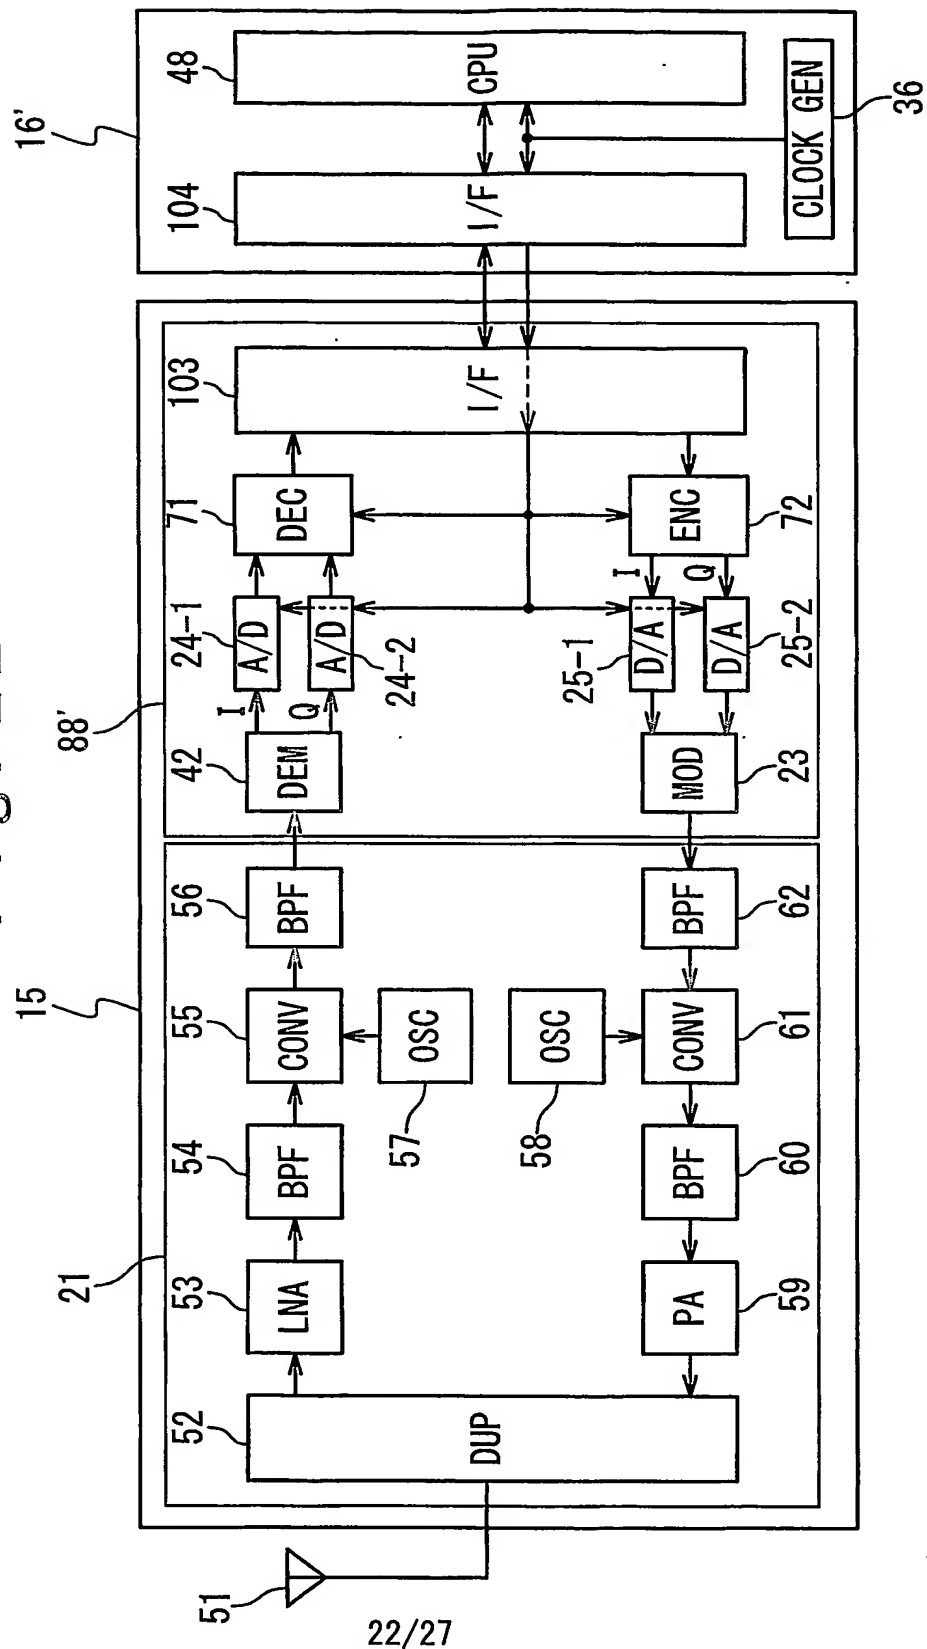 15
16'
21
88'
51
52
DUP
53
LNA
54
BPF
55
CONV
56
BPF
57
OSC
58
OSC
59
PA
60
BPF
61
CONV
62
BPF
42
DEM
I
Q
24-1
A/D
24-2
A/D
71
DEC
103
I/F
23
MOD
25-1
D/A
25-2
D/A
I
Q
72
ENC
104
I/F
48
CPU
36
CLOCK GEN
22/27